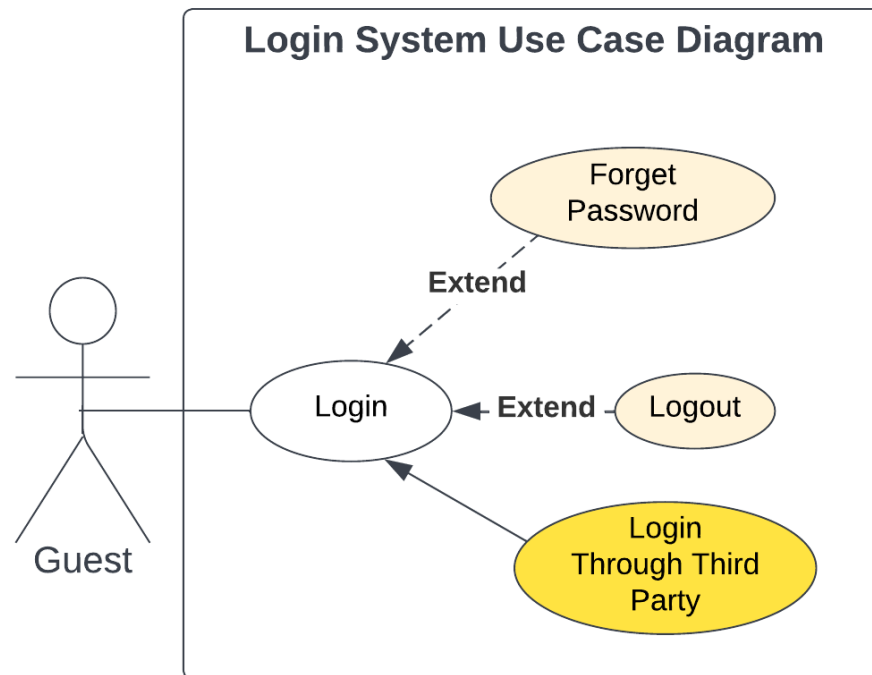 Login System Use Case Diagram
Forget
Password
Extend
Login
Extend
Logout
Login
Through Third
Party
Guest